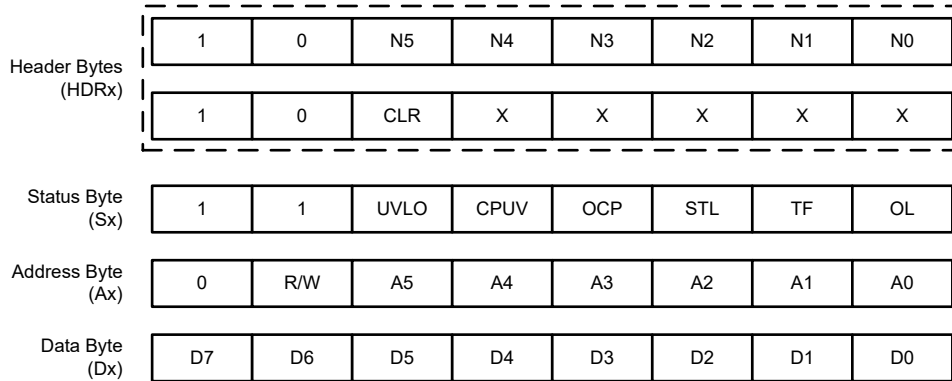 1 0 N5 N4 N3 N2 N1 N0
Header Bytes
(HDRx)
1 0 CLR X X X X X
Status Byte
(Sx)
1 1 UVLO CPUV OCP STL TF OL
Address Byte
(Ax)
0 R/W A5 A4 A3 A2 A1 A0
Data Byte
(Dx)
D7 D6 D5 D4 D3 D2 D1 D0